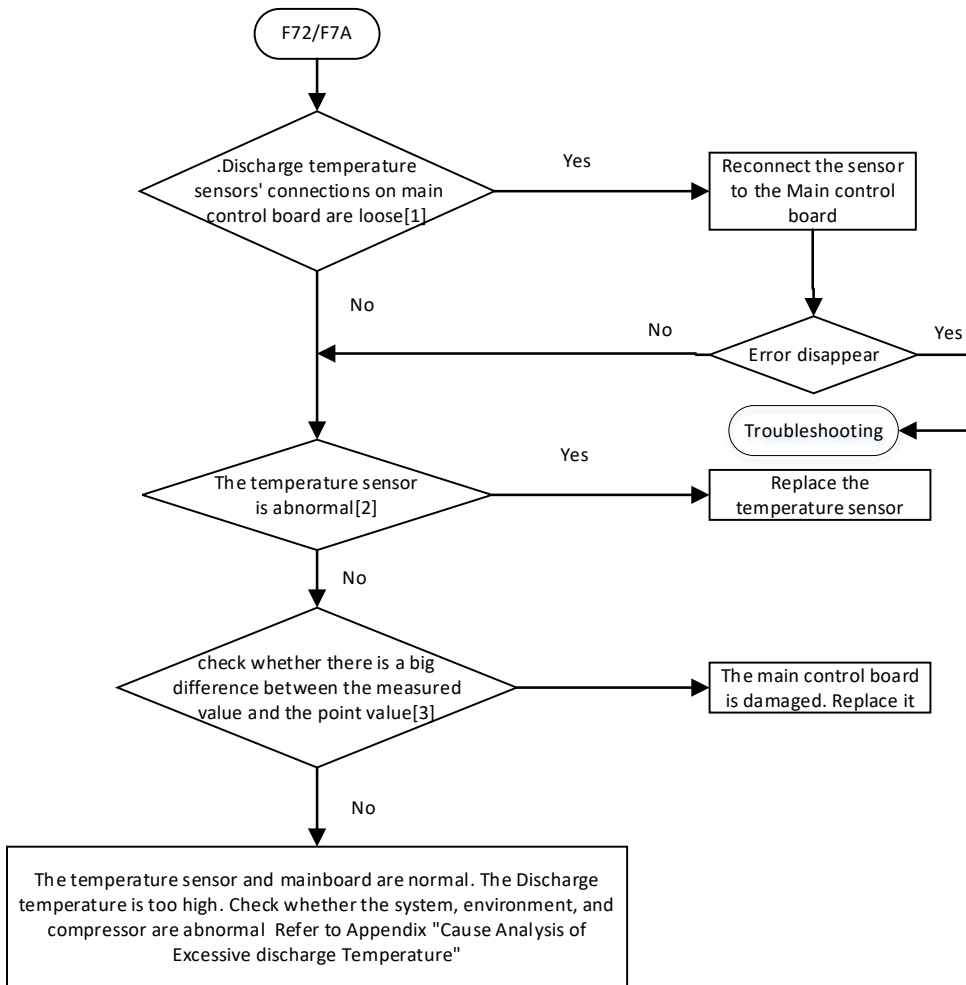 F72/F7A
.Discharge temperature
sensors' connections on main
control board are loose[1]
Yes
Reconnect the sensor
to the Main control
board
No
No
Error disappear
Yes
Troubleshooting
The temperature sensor
is abnormal[2]
Yes
Replace the
temperature sensor
No
check whether there is a big
difference between the measured
value and the point value[3]
The main control board
is damaged. Replace it
No
The temperature sensor and mainboard are normal. The Discharge
temperature is too high. Check whether the system, environment, and
compressor are abnormal  Refer to Appendix "Cause Analysis of
Excessive discharge Temperature"